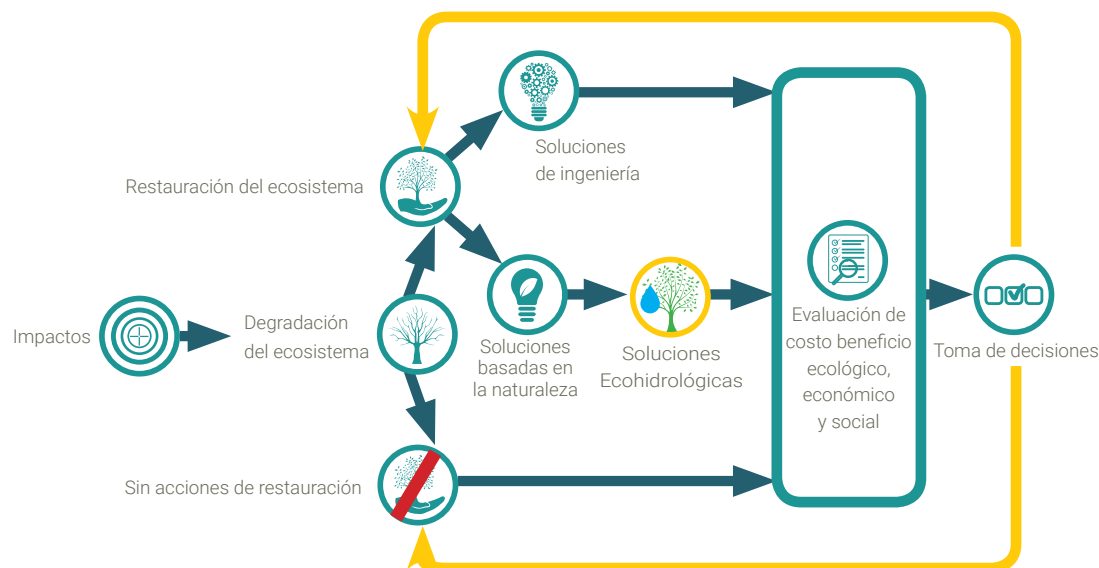 Impactos
Degradación
del ecosistema
Restauración del ecosistema
Sin acciones de restauración
Soluciones
de ingeniería
Soluciones
basadas en
la naturaleza
Soluciones
Ecohidrológicas
Evaluación de
costo beneficio
ecológico,
económico
y social
Toma de decisiones